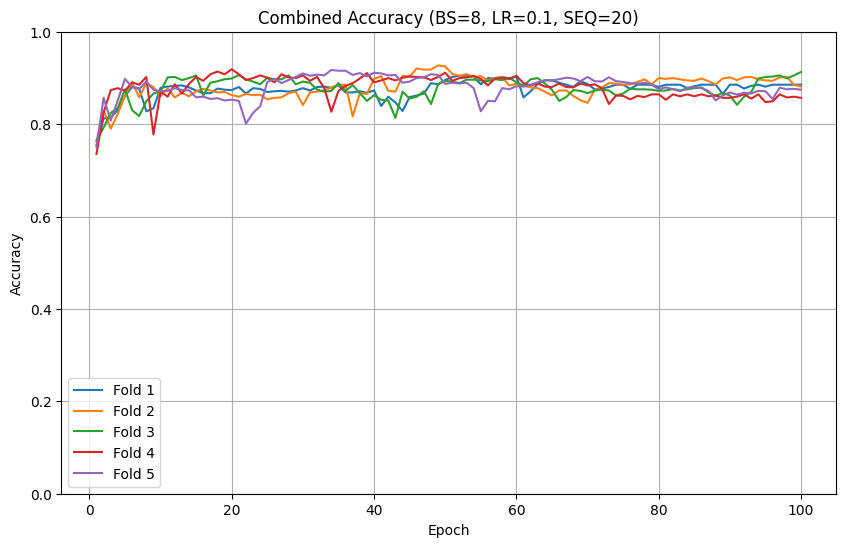 Combined Accuracy (BS=8, LR=0.1, SEQ=20)
1.0
0.8
0.6
0.4
0.2
0.0
Accuracy
Fold 1
Fold 2
Fold 3
Fold 4
Fold 5
0 20 40 60 80 100
Epoch